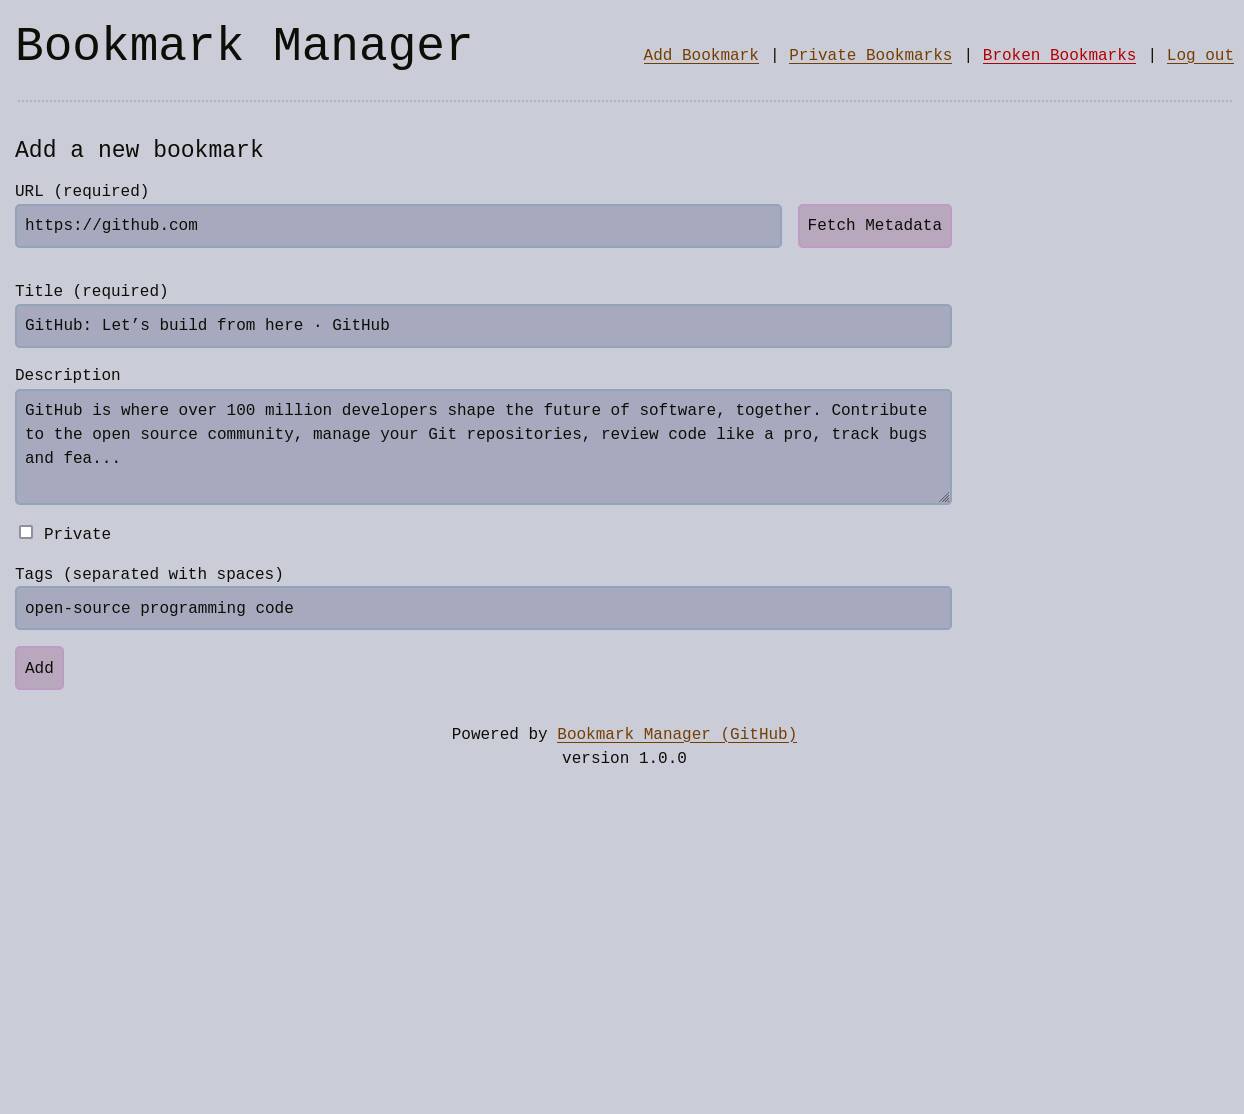 Bookmark Manager
Add Bookmark | Private Bookmarks | Broken Bookmarks | Log out
Add a new bookmark
URL (required)
https://github.com
Fetch Metadata
Title (required)
GitHub: Let’s build from here · GitHub
Description
GitHub is where over 100 million developers shape the future of software, together. Contribute
to the open source community, manage your Git repositories, review code like a pro, track bugs
and fea...
Private
Tags (separated with spaces)
open-source programming code
Add
Powered by Bookmark Manager (GitHub)
version 1.0.0